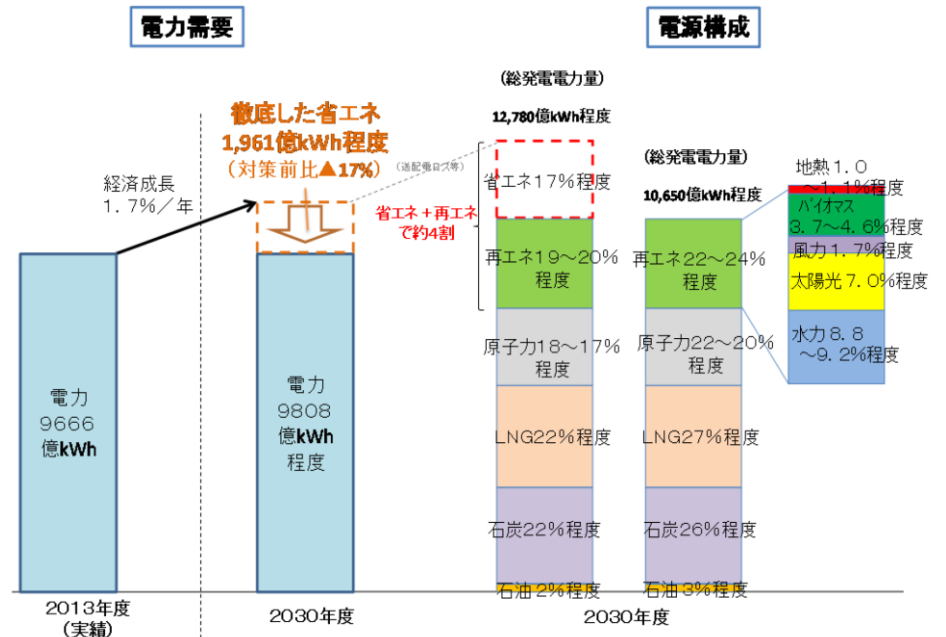 電力需要
電源構成
徹底した省エネ
1,961億kWh程度
(対策前比▲17%)
経済成長
1.7%/年
(送配電ロス等)
電力
9666
億kWh
電力
9808
億kWh
程度
2013年度
(実績)
2030年度
(総発電電力量)
12,780億kWh程度
省エネ17%程度
省エネ+再エネ
で約4割
再エネ19~20%
程度
原子力18~17%
程度
LNG22%程度
石炭22%程度
石油2%程度
(総発電電力量)
10,650億kWh程度
再エネ22~24%
程度
原子力22~20%
程度
LNG27%程度
石炭26%程度
石油3%程度
2030年度
地熱1.0
~1.1%程度
バイオマス
3.7~4.6%程度
風力1.7%程度
太陽光7.0%程度
水力8.8
~9.2%程度